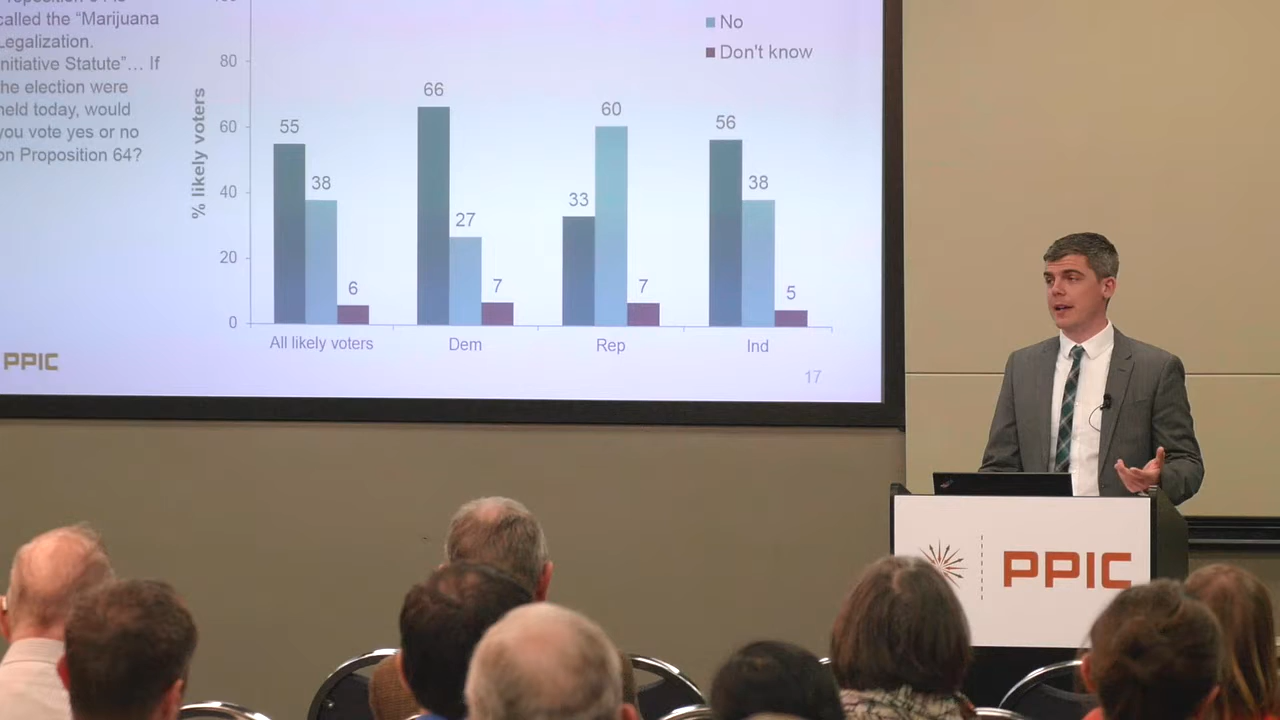 called the “Marijuana
Legalization.
Initiative Statute”… If
the election were
held today, would
you vote yes or no
on Proposition 64?
No
Don't know
% likely voters
80
60
40
20
0
55
38
6
66
27
7
33
60
7
56
38
5
All likely voters
Dem
Rep
Ind
PPIC
17
PPIC